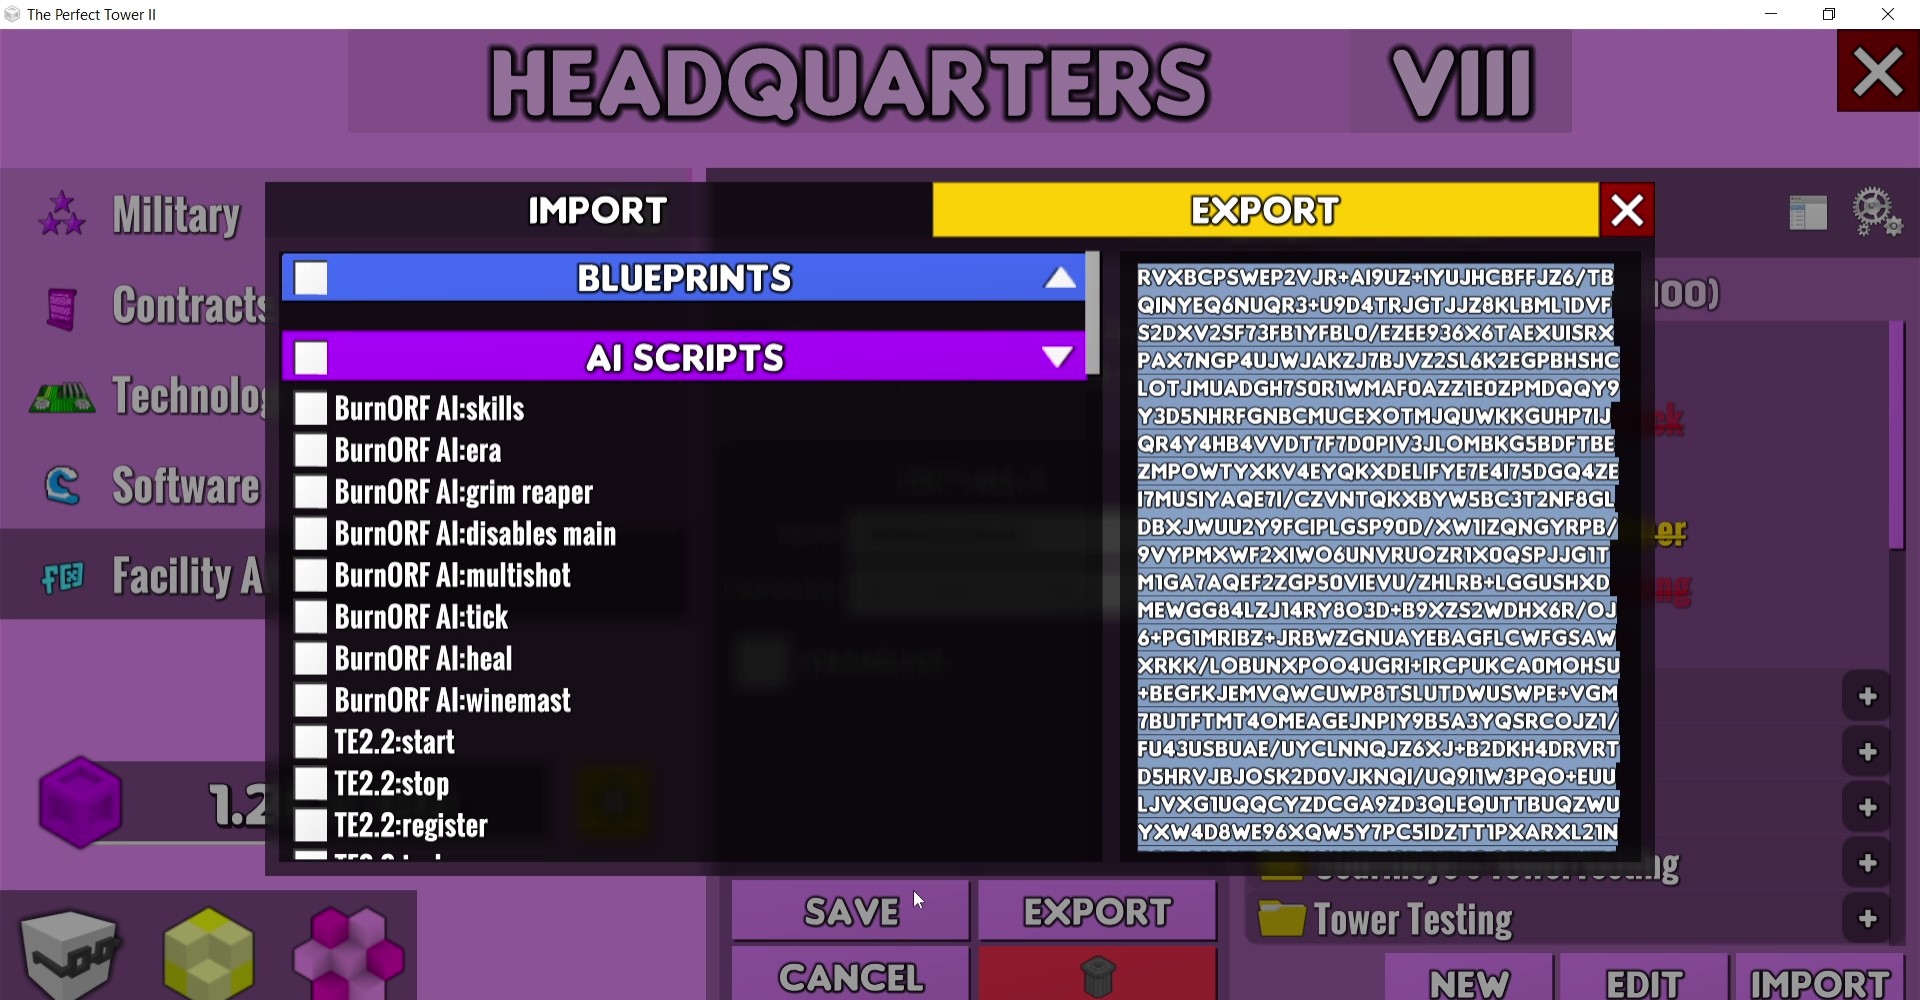 The Perfect Tower II
HEADQUARTERS VIII
Military
Contracts
Software
IMPORT
EXPORT
BLUEPRINTS
AI SCRIPTS
BurnORF AI:skills
BurnORF AI:era
BurnORF AI:grim reaper
BurnORF AI:disables main
BurnORF AI:multishot
BurnORF AI:tick
BurnORF AI:heal
BurnORF AI:winemast
TE2.2:start
TE2.2:stop
TE2.2:register
RVXBCPSWEP2VJR+AI9UZ+IYUJHCBFFJZ6/TB
QINYEQ6NUQR3+U9D4TRJGTJJZ8KLBML1DVF
S2DXV2SF73FB1YFBL0/EZEE936X6TAEXUISRX
PAX7NGP4UJWJAKZJ7BJVZ2SL6K2EGPBHSHC
LOTJMUADGH7S0R1WMAF0AZZ1E0ZPMDQQY9
Y3D5NHRFGNBCMUCEXOTMJQUWKKGUHP7IJ
QR4Y4HB4VVDT7F7D0PIV3JLOMBKG5BDFTBE
ZMPOWTYXKV4EYQKXDELIFYE7E4I75DGQ4ZE
I7MUSIYAQE7I/CZVNTQKXBYW5BC3T2NF8GL
DBXJWUU2Y9FCIPLGSP90D/XW1IZQNGYRPB/
9VYPMXWF2XIWO6UNVRUOZR1X0QSPJJG1T
M1GA7AQEF2ZGP50VIEVU/ZHLRB+LGGUSHXD
MEWGG84LZJ14RY8O3D+B9XZS2WDHX6R/OJ
6+PG1MRIBZ+JRBWZGNUAYEBAGFLCWFGSAW
XRKK/LOBUNXPOO4UGRI+IRCPUKCA0MOHSU
+BEGFKJEMVQWCUWP8TSLUTDWUSWPE+VGM
7BUTFTMT4OMEAGEJNPIY9B5A3YQSRCOJZ1/
FU43USBUAE/UYCLNNQJZ6XJ+B2DKH4DRVRT
D5HRVJBJOSK2D0VJKNQI/UQ9I1W3PQO+EUU
LJVXG1UQQCYZDCGA9ZD3QLEQUTTBUQZWU
YXW4D8WE96XQW5Y7PC5IDZTT1PXARXL21N
SAVE
EXPORT
CANCEL
Tower Testing
NEW
EDIT
IMPORT